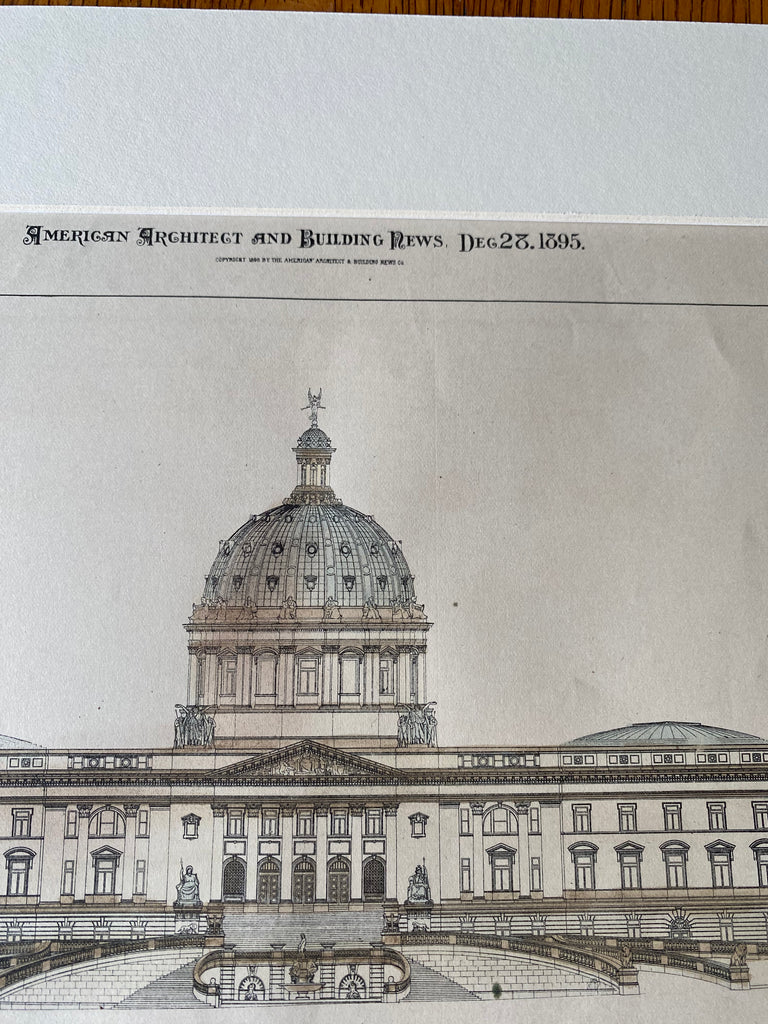 American Architect and Building News. Dec 28. 1895.
COPYRIGHT 1895 BY THE AMERICAN ARCHITECT & BUILDING NEWS CO